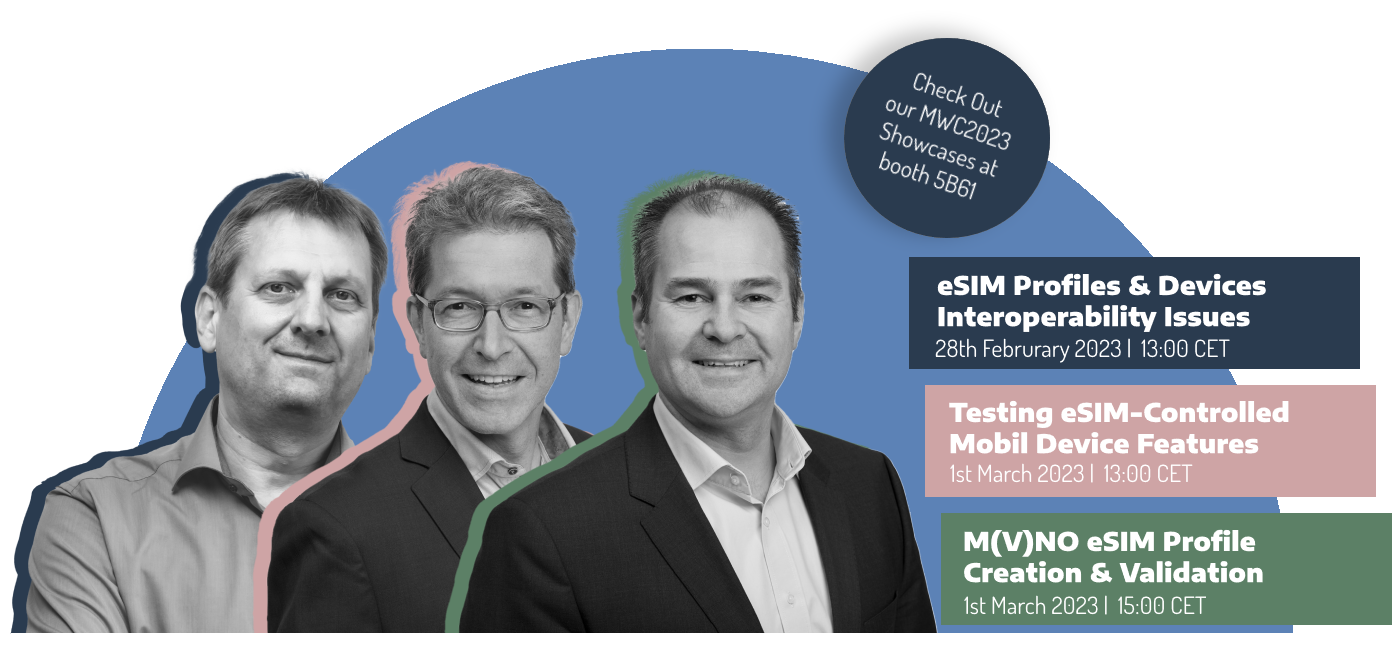 Check Out
our MWC2023
Showcases at
booth 5B61
eSIM Profiles & Devices
Interoperability Issues
28th Februrary 2023 | 13:00 CET
Testing eSIM-Controlled
Mobil Device Features
1st March 2023 | 13:00 CET
M(V)NO eSIM Profile
Creation & Validation
1st March 2023 | 15:00 CET